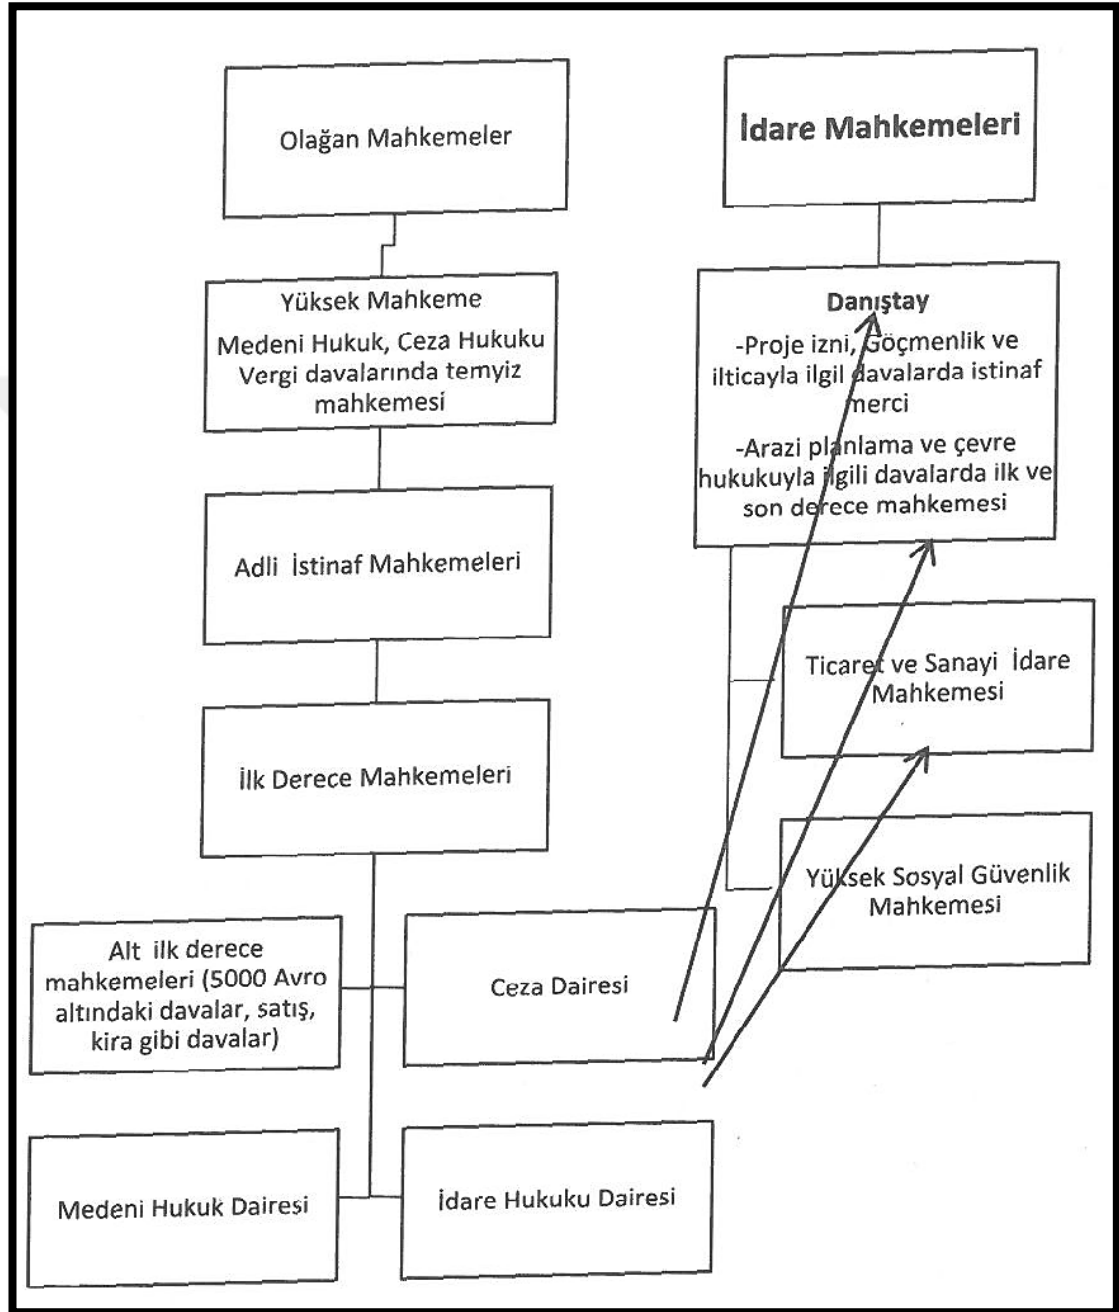 Olağan Mahkemeler
Yüksek Mahkeme
Medeni Hukuk, Ceza Hukuku
Vergi davalarında temyiz
mahkemesi
Adli İstinaf Mahkemeleri
İlk Derece Mahkemeleri
Alt ilk derece
mahkemeleri (5000 Avro
altındaki davalar, satış,
kira gibi davalar)
Ceza Dairesi
Medeni Hukuk Dairesi
İdare Hukuku Dairesi
İdare Mahkemeleri
Danıştay
-Proje izni, Göçmenlik ve
ilticayla ilgil davalarda istinaf
merci
-Arazi planlama ve çevre
hukukuyla ilgili davalarda ilk ve
son derece mahkemesi
Ticaret ve Sanayi İdare
Mahkemesi
Yüksek Sosyal Güvenlik
Mahkemesi